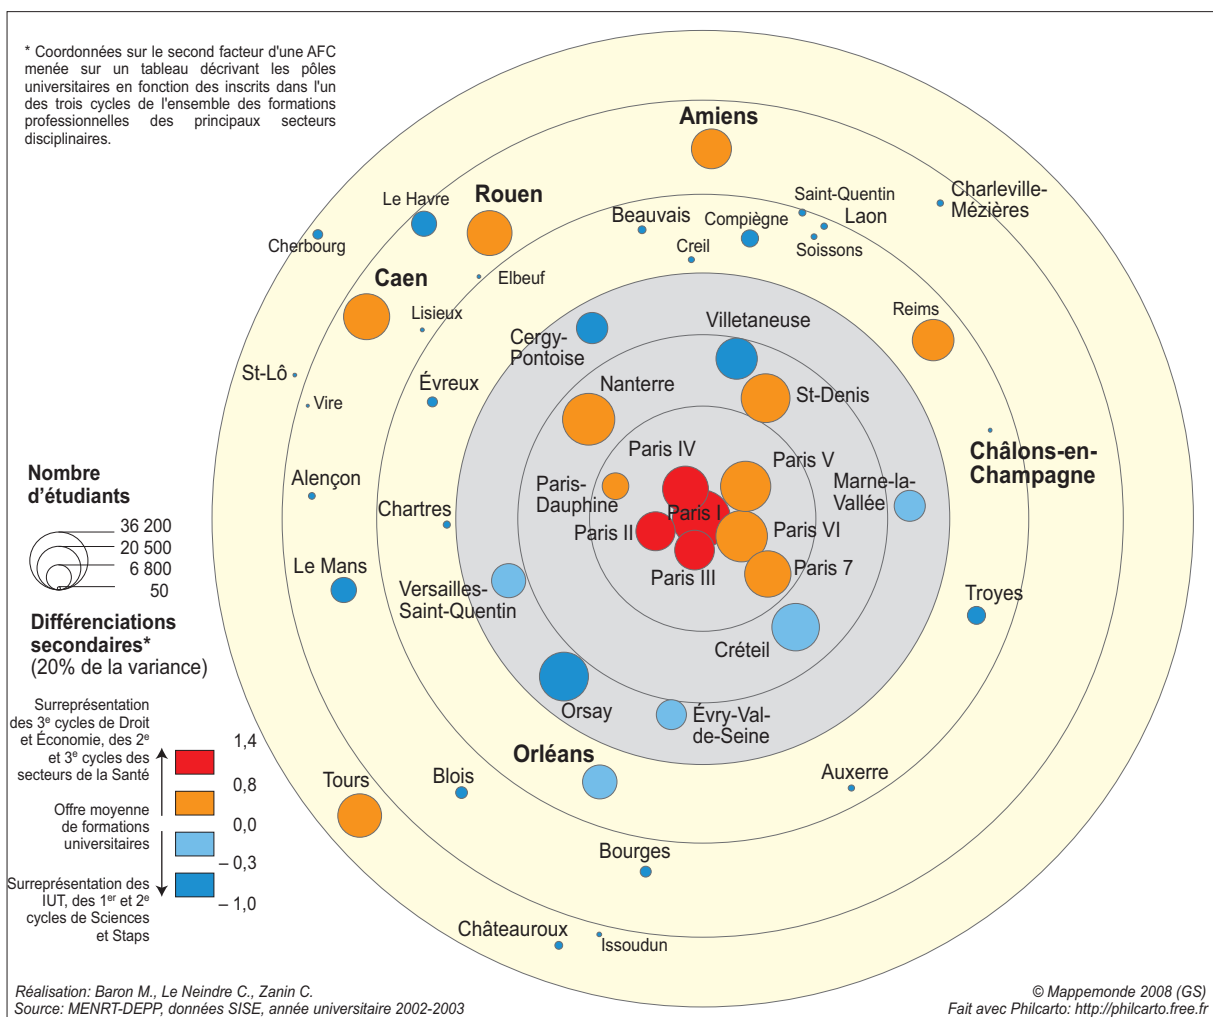 * Coordonnées sur le second facteur d'une AFC
menée sur un tableau décrivant les pôles
universitaires en fonction des inscrits dans l'un
des trois cycles de l'ensemble des formations
professionnelles des principaux secteurs
disciplinaires.
Amiens
Rouen
Le Havre
Cherbourg
Beauvais
Compiègne
Saint-Quentin
Laon
Soissons
Charleville-
Mézières
Creil
Elbeuf
Caen
Lisieux
Reims
Cergy-
Pontoise
Villetaneuse
St-Lô
Vire
Évreux
Nanterre
St-Denis
Châlons-en-
Champagne
Paris IV
Paris V
Marne-la-
Vallée
Paris-
Dauphine
Paris I
Paris II
Paris VI
Paris III
Paris 7
Alençon
Chartres
Le Mans
Versailles-
Saint-Quentin
Troyes
Créteil
Orsay
Évry-Val-
de-Seine
Orléans
Tours
Blois
Auxerre
Bourges
Châteauroux
Issoudun
Nombre
d'étudiants
36 200
20 500
6 800
50
Différenciations
secondaires*
(20% de la variance)
Surreprésentation
des 3e cycles de Droit
et Économie, des 2e
et 3e cycles des
secteurs de la Santé
Offre moyenne
de formations
universitaires
Surreprésentation des
IUT, des 1er et 2e
cycles de Sciences
et Staps
1,4
0,8
0,0
– 0,3
– 1,0
Réalisation: Baron M., Le Neindre C., Zanin C.
Source: MENRT-DEPP, données SISE, année universitaire 2002-2003
© Mappemonde 2008 (GS)
Fait avec Philcarto: http://philcarto.free.fr